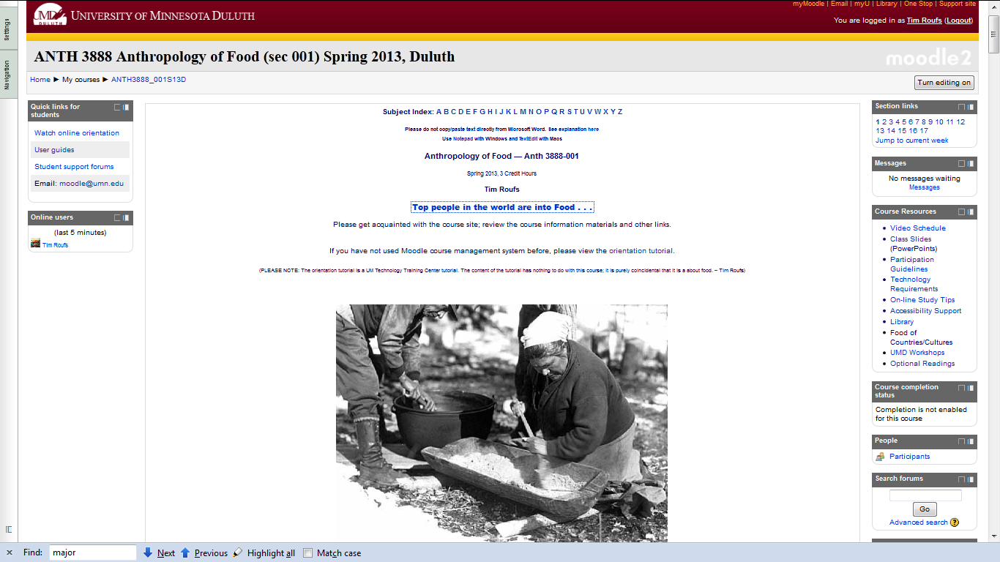 myMoodle | Email | myU | Library | One Stop | Support site
UMD
DULUTH
UNIVERSITY OF MINNESOTA DULUTH
You are logged in as Tim Roufs (Logout)
Settings
Navigation
ANTH 3888 Anthropology of Food (sec 001) Spring 2013, Duluth
moodle2
Home ► My courses ► ANTH3888_001S13D
Turn editing on
Quick links for
students
Watch online orientation
User guides
Student support forums
Email: moodle@umn.edu
Online users
(last 5 minutes)
Tim Roufs
Subject Index: A B C D E F G H I J K L M N O P Q R S T U V W X Y Z
Please do not copy/paste text directly from Microsoft Word. See explanation here
Use Notepad with Windows and TextEdit with Macs
Anthropology of Food — Anth 3888-001
Spring 2013, 3 Credit Hours
Tim Roufs
Top people in the world are into Food . . .
Please get acquainted with the course site; review the course information materials and other links.
If you have not used Moodle course management system before, please view the orientation tutorial.
(PLEASE NOTE: The orientation tutorial is a UM Technology Training Center tutorial. The content of the tutorial has nothing to do with this course; it is purely coincidental that it is a about food. – Tim Roufs)
Section links
1 2 3 4 5 6 7 8 9 10 11 12
13 14 15 16 17
Jump to current week
Messages
No messages waiting
Messages
Course Resources
Video Schedule
Class Slides
(PowerPoints)
Participation
Guidelines
Technology
Requirements
On-line Study Tips
Accessibility Support
Library
Food of
Countries/Cultures
UMD Workshops
Optional Readings
Course completion
status
Completion is not enabled
for this course
People
Participants
Search forums
Go
Advanced search ?
× Find: major Next Previous Highlight all Match case